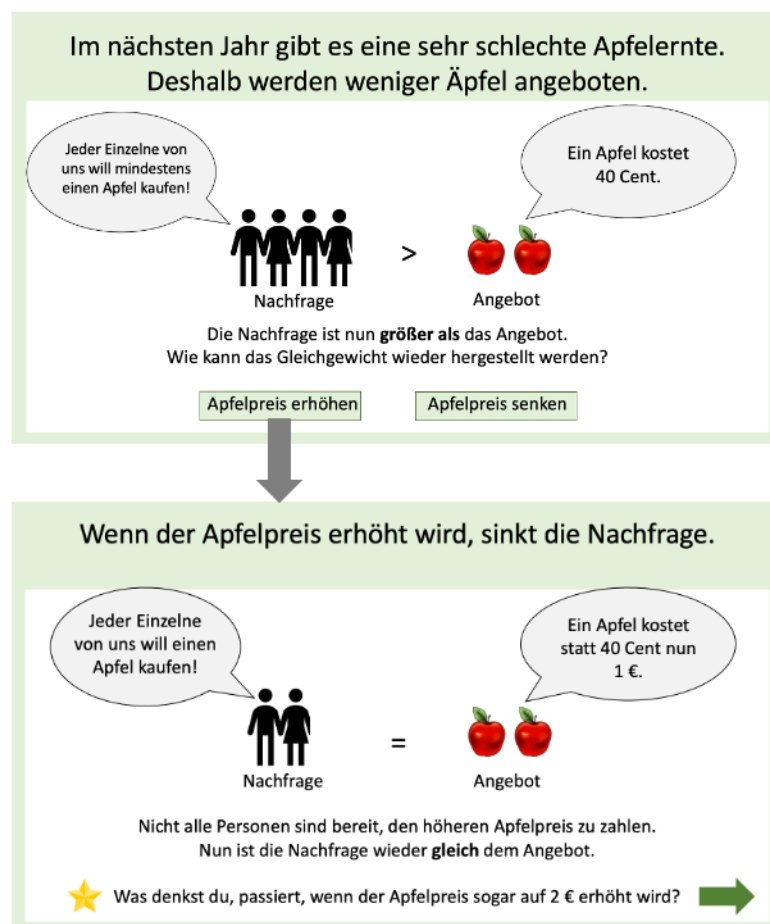 Im nächsten Jahr gibt es eine sehr schlechte Apfelernte.
Deshalb werden weniger Äpfel angeboten.
Jeder Einzelne von
uns will mindestens
einen Apfel kaufen!
Ein Apfel kostet
40 Cent.
>
Nachfrage
Angebot
Die Nachfrage ist nun größer als das Angebot.
Wie kann das Gleichgewicht wieder hergestellt werden?
Apfelpreis erhöhen
Apfelpreis senken
Wenn der Apfelpreis erhöht wird, sinkt die Nachfrage.
Jeder Einzelne
von uns will einen
Apfel kaufen!
Ein Apfel kostet
statt 40 Cent nun
1 €.
=
Nachfrage
Angebot
Nicht alle Personen sind bereit, den höheren Apfelpreis zu zahlen.
Nun ist die Nachfrage wieder gleich dem Angebot.
Was denkst du, passiert, wenn der Apfelpreis sogar auf 2 € erhöht wird?